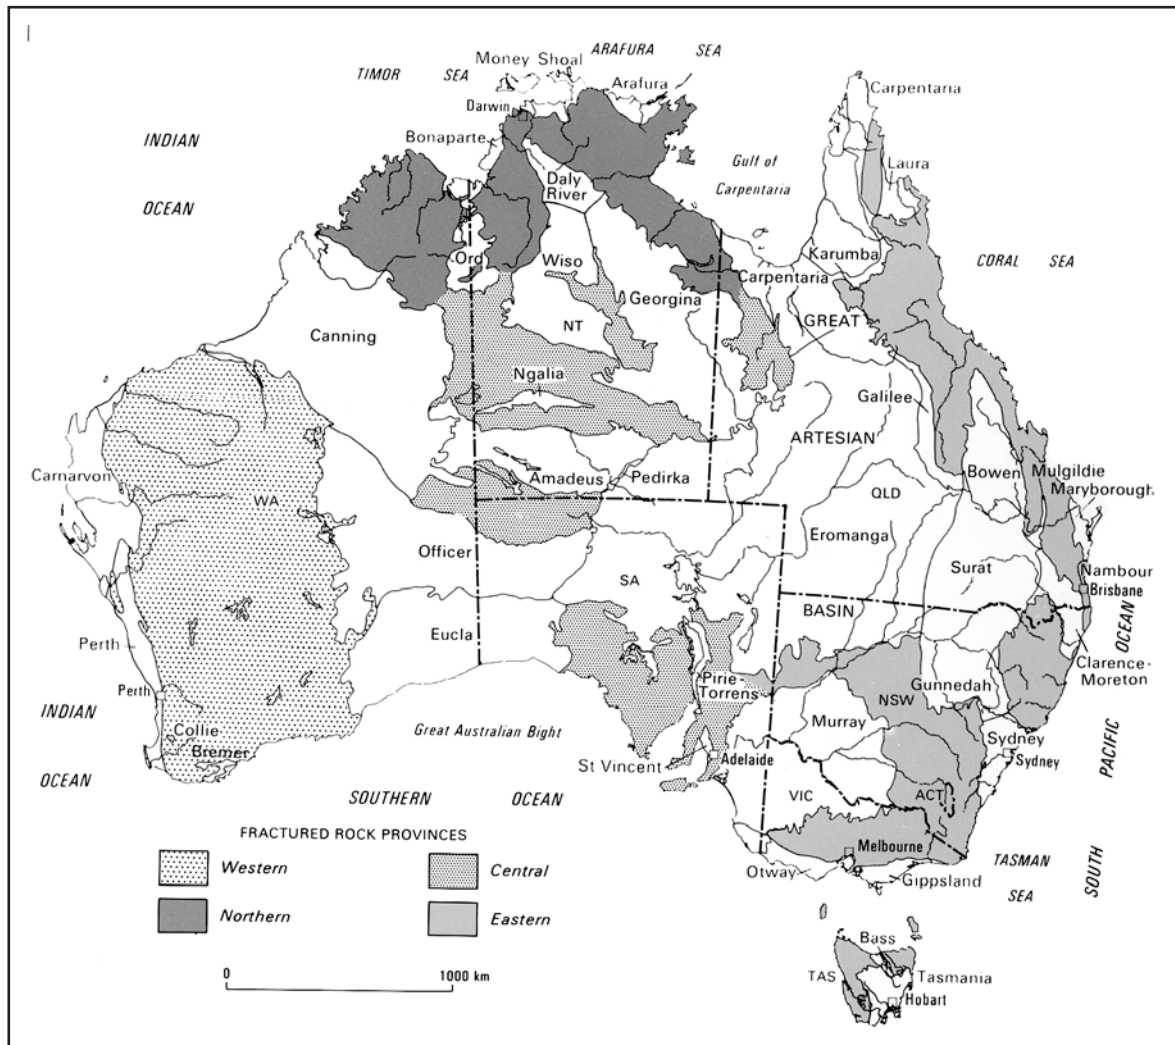 ARAFURA SEA
Money Shoal
TIMOR SEA
Arafura
Carpentaria
Darwin
INDIAN
OCEAN
Bonaparte
Gulf of
Carpentaria
Laura
Daly
River
Karumba
CORAL SEA
Ord
Wiso
Carpentaria
Georgina
GREAT
NT
Canning
Ngalia
Galilee
ARTESIAN
Carnarvon
WA
Amadeus
Pedirka
Bowen
Mulgildie
Maryborough
QLD
Eromanga
Officer
SA
Surat
Nambour
Brisbane
BASIN
Eucla
Perth
Clarence-
Moreton
OCEAN
Perth
Pirie-
Torrens
Gunnedah
NSW
INDIAN
OCEAN
Collie
Bremer
Great Australian Bight
Murray
Sydney
Sydney
St Vincent
Adelaide
PACIFIC
SOUTHERN OCEAN
VIC
ACT
SOUTH
FRACTURED ROCK PROVINCES
Western
Central
Northern
Eastern
Melbourne
Otway
Gippsland
TASMAN
SEA
Bass
TAS
Tasmania
Hobart
0 1000 km